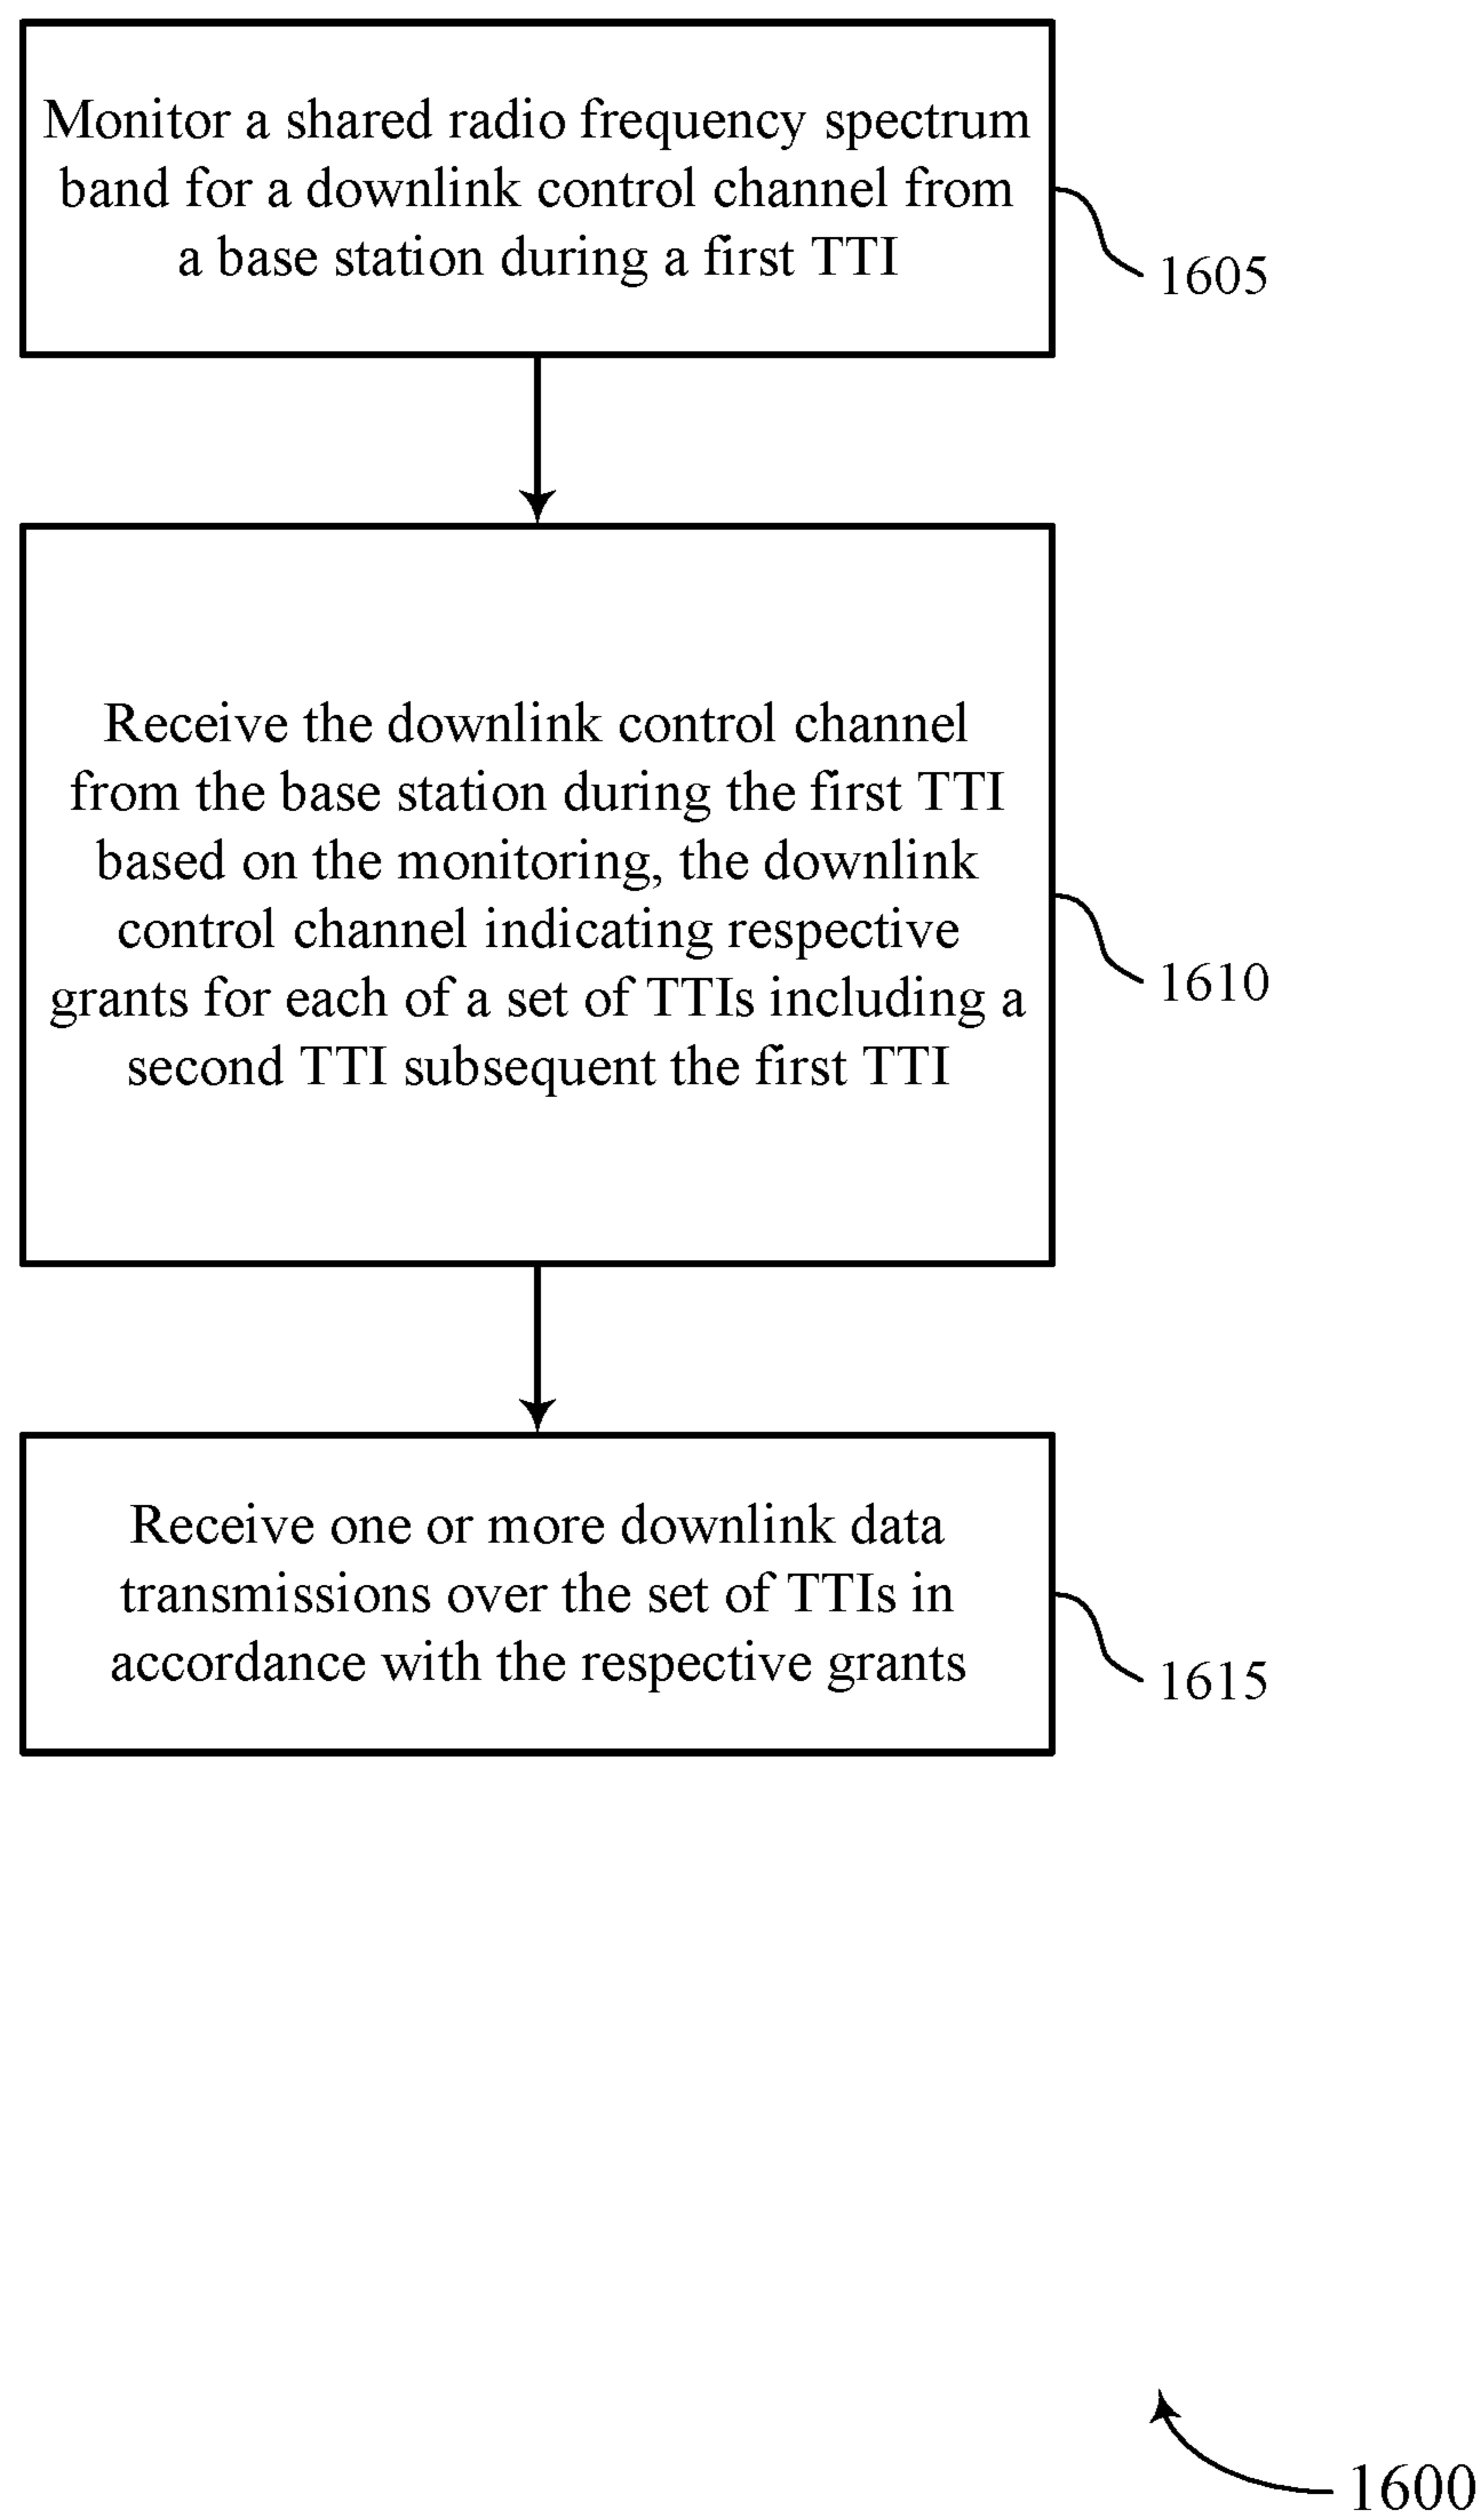 Monitor a shared radio frequency spectrum
band for a downlink control channel from
a base station during a first TTI
1605
Receive the downlink control channel
from the base station during the first TTI
based on the monitoring, the downlink
control channel indicating respective
grants for each of a set of TTIs including a
second TTI subsequent the first TTI
1610
Receive one or more downlink data
transmissions over the set of TTIs in
accordance with the respective grants
1615
1600